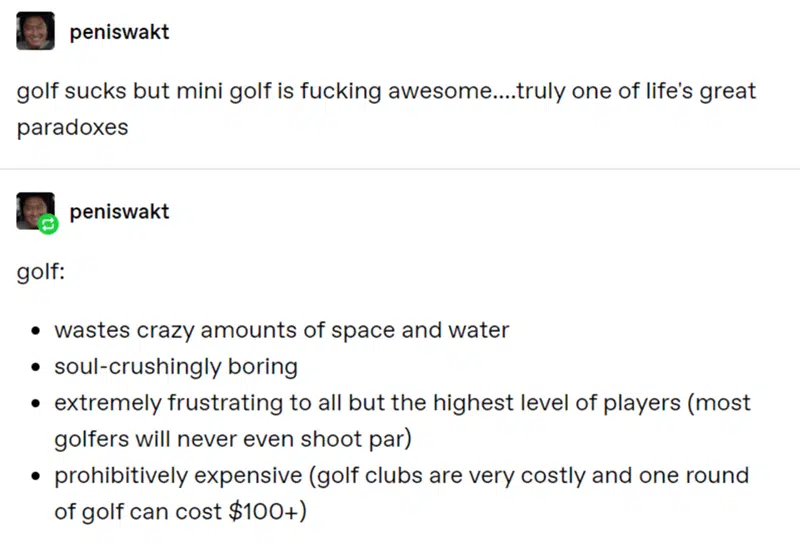 peniswakt
golf sucks but mini golf is fucking awesome....truly one of life's great
paradoxes
peniswakt
golf:
• wastes crazy amounts of space and water
• soul-crushingly boring
• extremely frustrating to all but the highest level of players (most
golfers will never even shoot par)
• prohibitively expensive (golf clubs are very costly and one round
of golf can cost $100+)